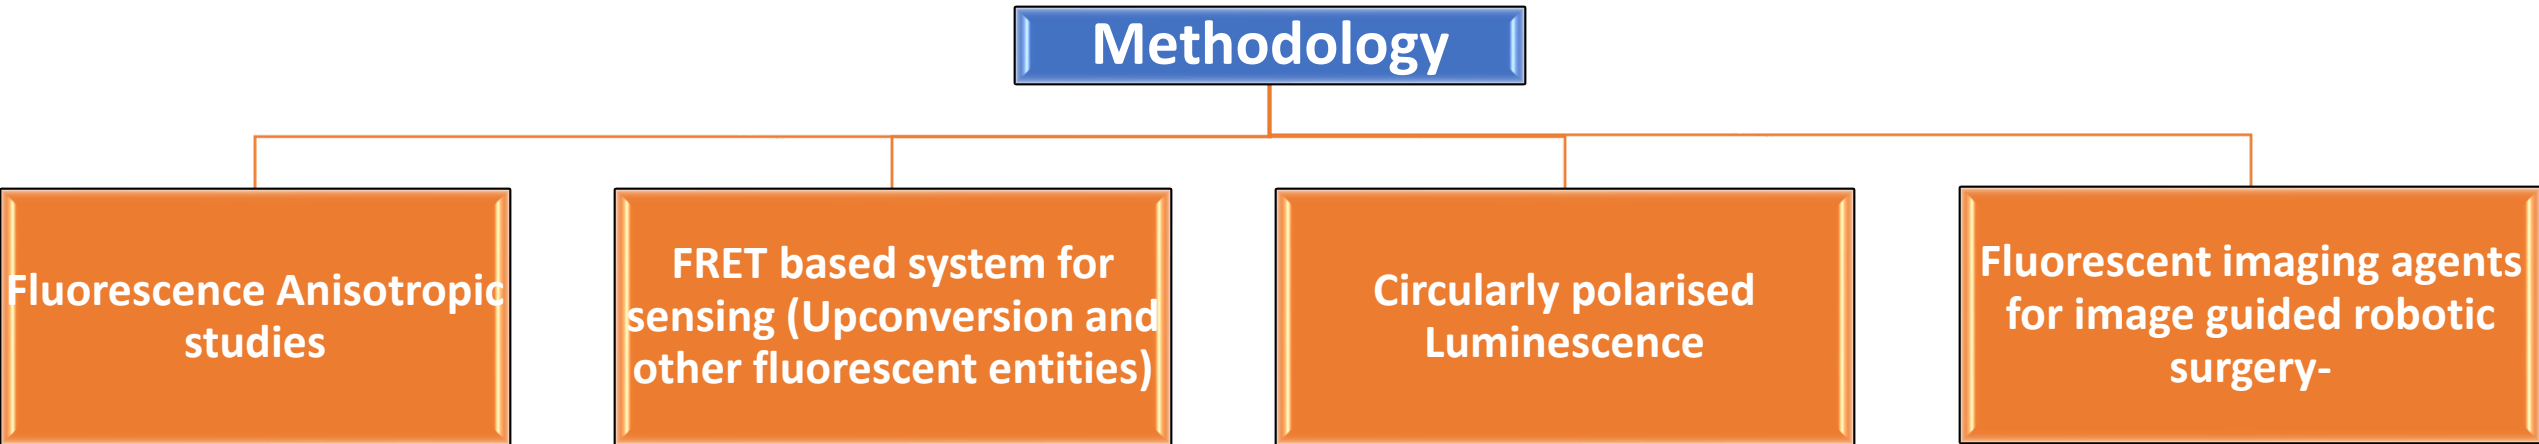 Methodology
Fluorescence Anisotropic
studies
FRET based system for
sensing (Upconversion and
other fluorescent entities)
Circularly polarised
Luminescence
Fluorescent imaging agents
for image guided robotic
surgery-